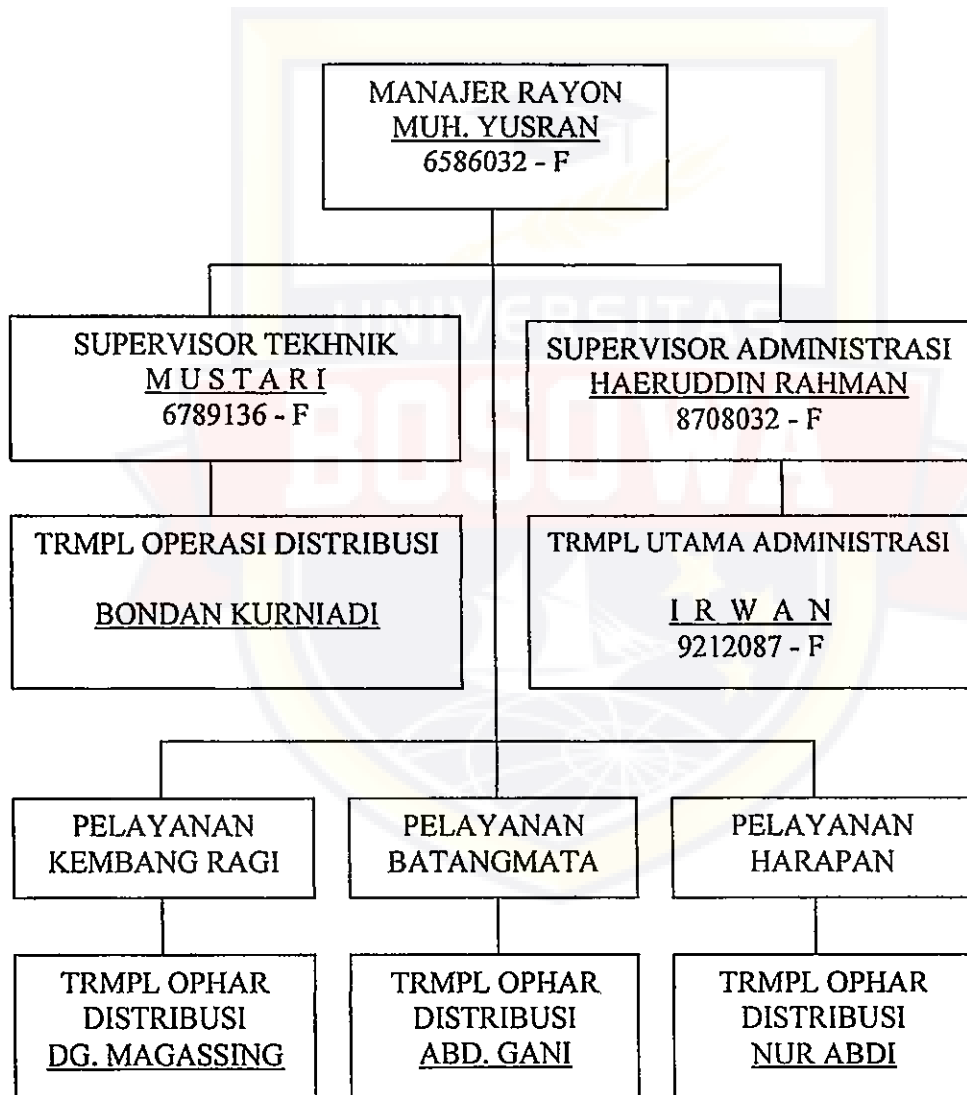 MANAJER RAYON
MUH. YUSRAN
6586032 - F
SUPERVISOR TEKHNIK
M U S T A R I
6789136 - F
SUPERVISOR ADMINISTRASI
HAERUDDIN RAHMAN
8708032 - F
TRMPL OPERASI DISTRIBUSI
BONDAN KURNIADI
TRMPL UTAMA ADMINISTRASI
I R W A N
9212087 - F
PELAYANAN
KEMBANG RAGI
PELAYANAN
BATANGMATA
PELAYANAN
HARAPAN
TRMPL OPHAR
DISTRIBUSI
DG. MAGASSING
TRMPL OPHAR
DISTRIBUSI
ABD. GANI
TRMPL OPHAR
DISTRIBUSI
NUR ABDI
UNIVERSITAS
BOSOWA